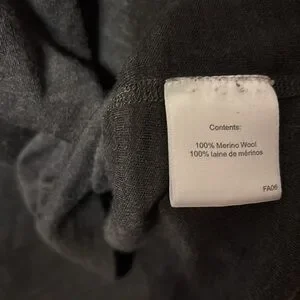 Contents:
100% Merino Wool
100% laine de mérinos
FA06